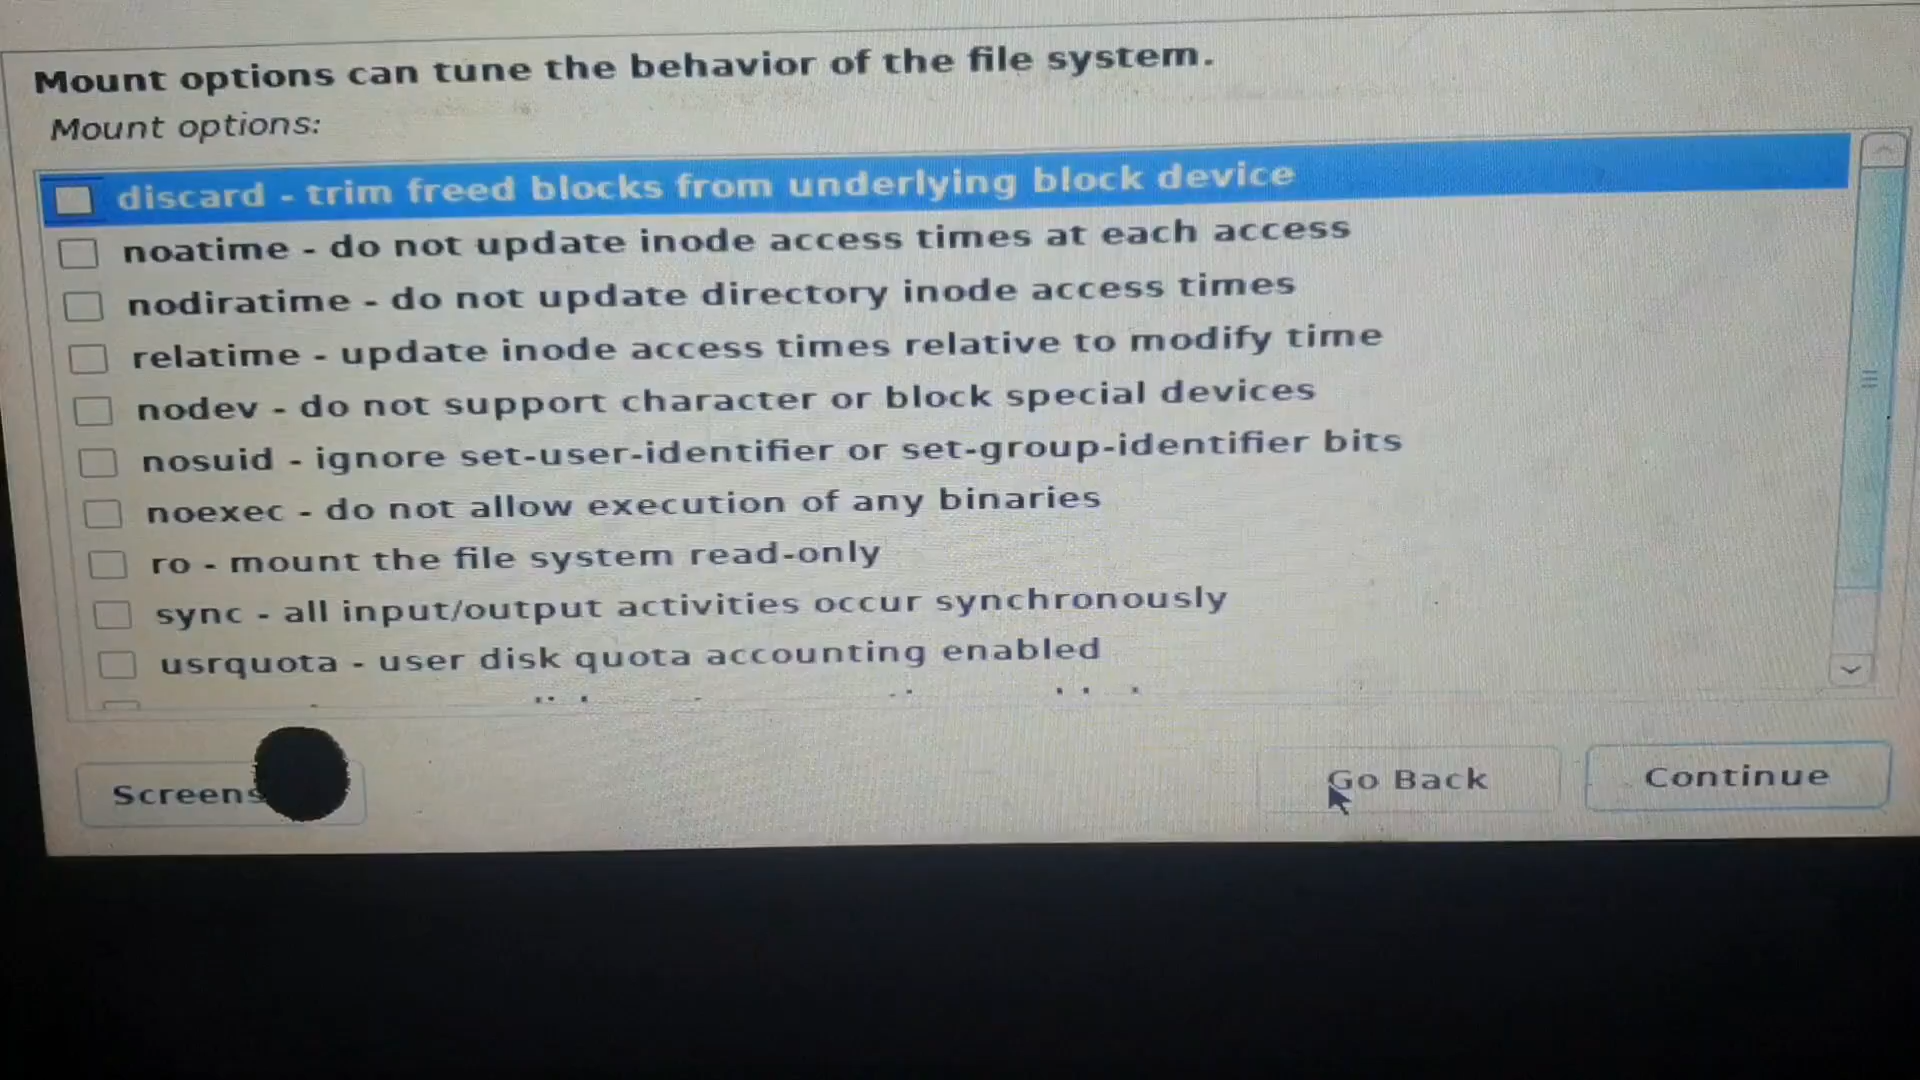 Mount options can tune the behavior of the file system.
Mount options:
discard - trim freed blocks from underlying block device
noatime - do not update inode access times at each access
nodiratime - do not update directory inode access times
relatime - update inode access times relative to modify time
nodev - do not support character or block special devices
nosuid - ignore set-user-identifier or set-group-identifier bits
noexec - do not allow execution of any binaries
ro - mount the file system read-only
sync - all input/output activities occur synchronously
usrquota - user disk quota accounting enabled
Go Back
Continue